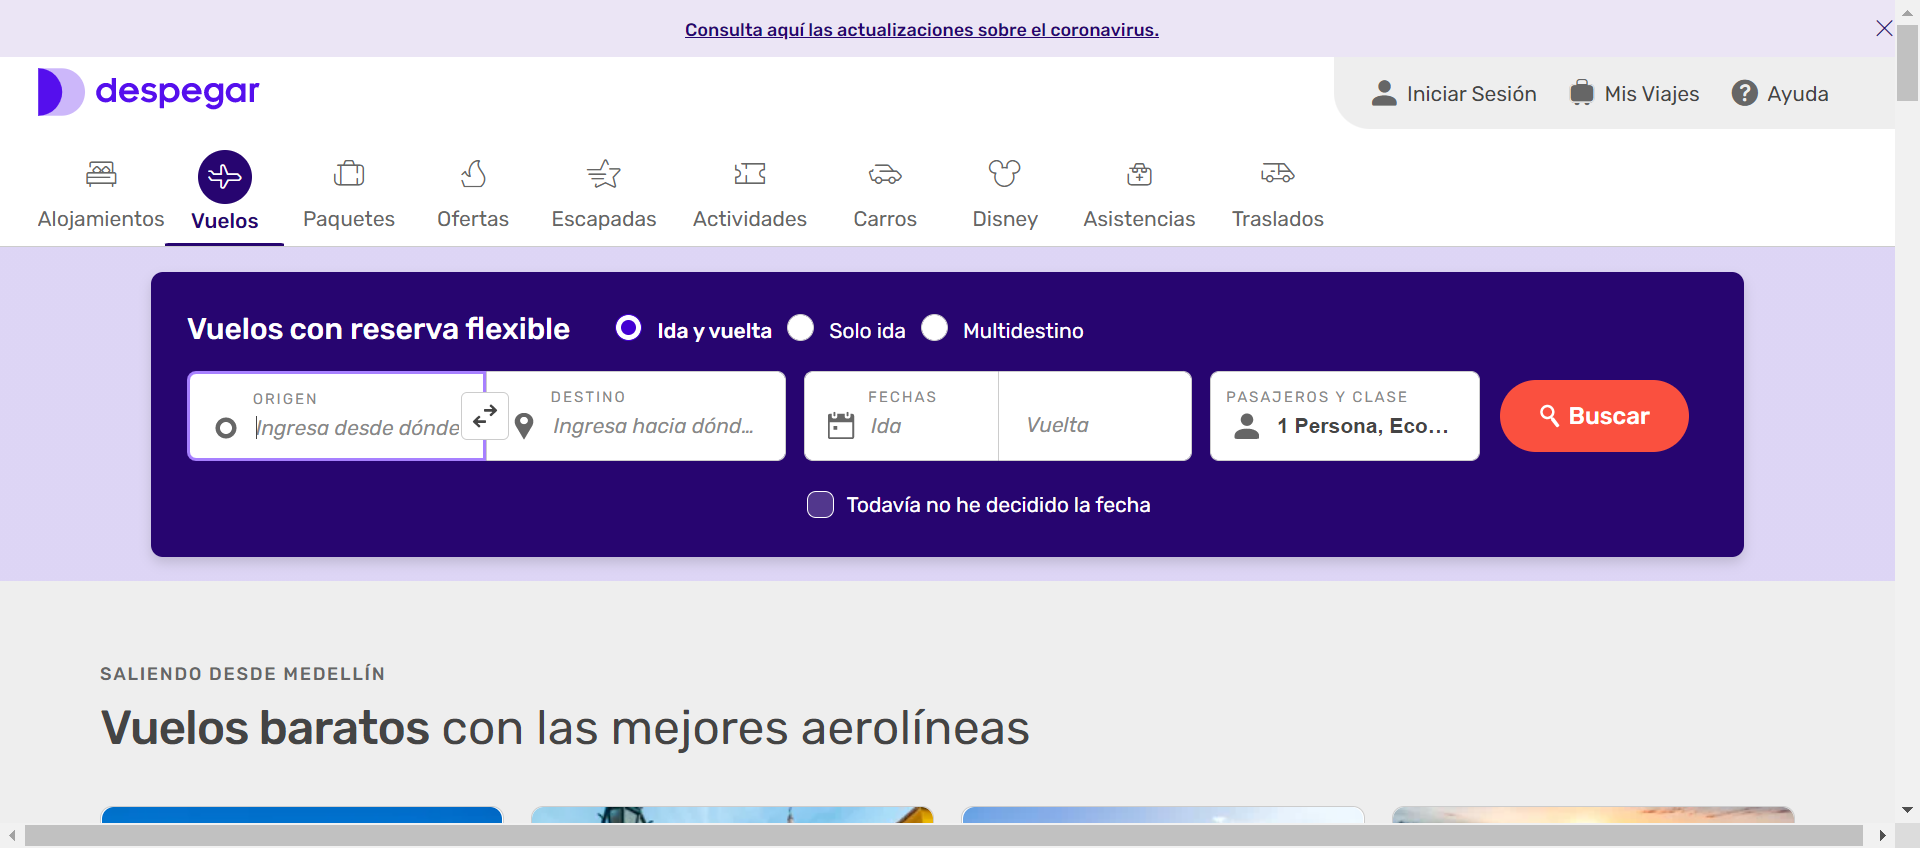 Consulta aquí las actualizaciones sobre el coronavirus.
despegar
Iniciar Sesión
Mis Viajes
Ayuda
Alojamientos
Vuelos
Paquetes
Ofertas
Escapadas
Actividades
Carros
Disney
Asistencias
Traslados
Vuelos con reserva flexible
Ida y vuelta
Solo ida
Multidestino
ORIGEN
Ingresa desde dónde
DESTINO
Ingresa hacia dónd...
FECHAS
Ida
Vuelta
PASAJEROS Y CLASE
1 Persona, Eco...
Buscar
Todavía no he decidido la fecha
SALIENDO DESDE MEDELLÍN
Vuelos baratos con las mejores aerolíneas